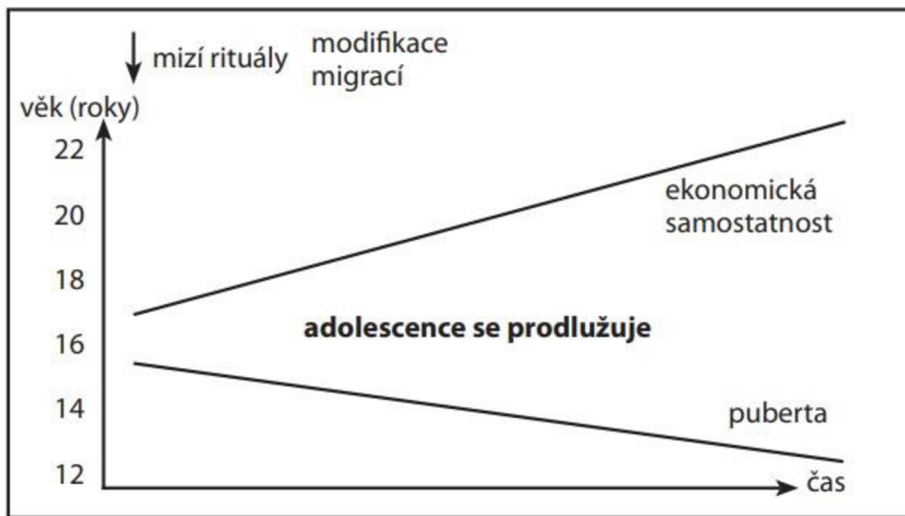 mizí rituály
modifikace
migrací
věk (roky)
22
20
18
16
14
12
ekonomická
samostatnost
adolescence se prodlužuje
puberta
čas